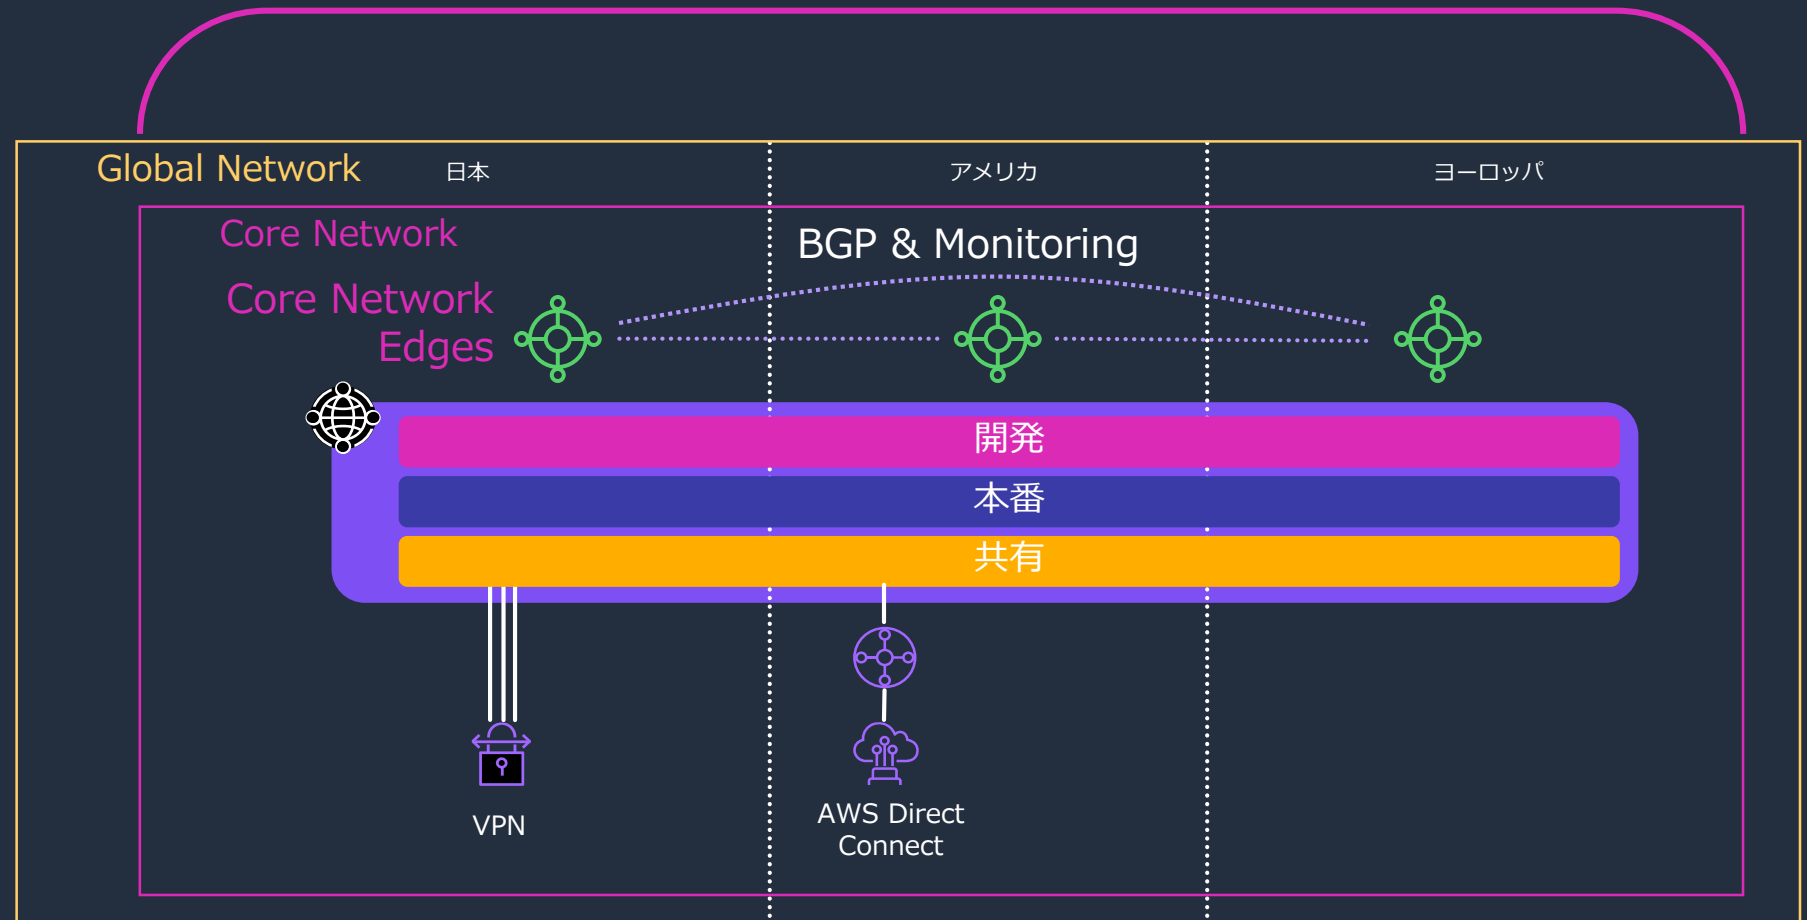 Global Network
日本
アメリカ
ヨーロッパ
Core Network
BGP & Monitoring
Core Network
Edges
開発
本番
共有
VPN
AWS Direct
Connect